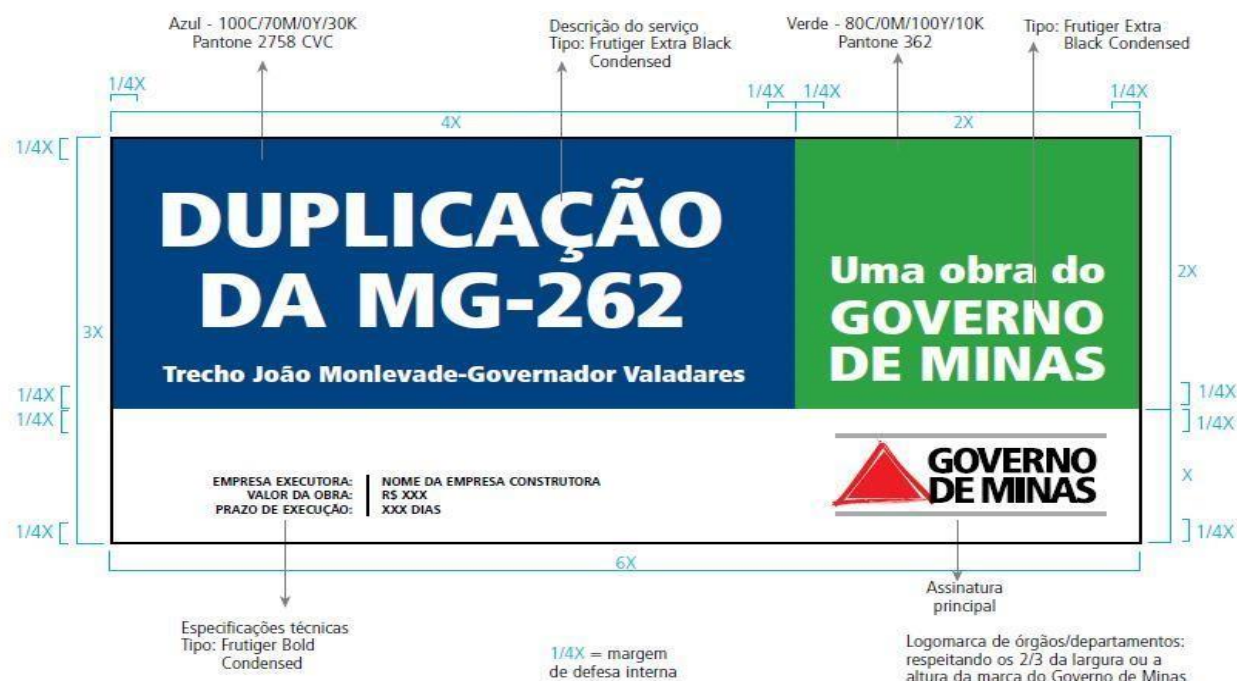 Azul - 100C/70M/0Y/30K
Pantone 2758 CVC
Descrição do serviço
Tipo: Frutiger Extra Black
Condensed
Verde - 80C/0M/100Y/10K
Pantone 362
Tipo: Frutiger Extra
Black Condensed
1/4X
1/4X
1/4X
1/4X
4X
2X
1/4X
DUPLICAÇÃO
DA MG-262
Trecho João Monlevade-Governador Valadares
Uma obra do
GOVERNO
DE MINAS
3X
2X
1/4X
1/4X
1/4X
1/4X
EMPRESA EXECUTORA:
VALOR DA OBRA:
PRAZO DE EXECUÇÃO:
NOME DA EMPRESA CONSTRUTORA
R$ XXX
XXX DIAS
GOVERNO
DE MINAS
X
1/4X
1/4X
6X
Especificações técnicas
Tipo: Frutiger Bold
Condensed
1/4X = margem
de defesa interna
Assinatura
principal
Logomarca de órgãos/departamentos:
respeitando os 2/3 da largura ou a
altura da marca do Governo de Minas